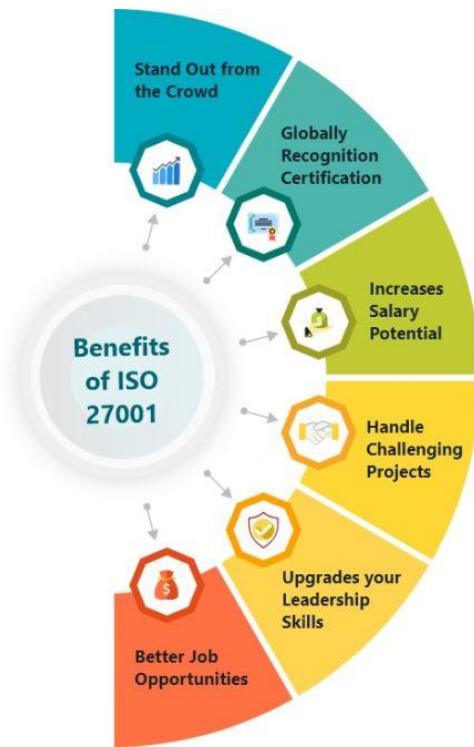 Stand Out from
the Crowd
Globally
Recognition
Certification
Increases
Salary
Potential
Benefits
of ISO
27001
Handle
Challenging
Projects
Upgrades your
Leadership
Skills
Better Job
Opportunities